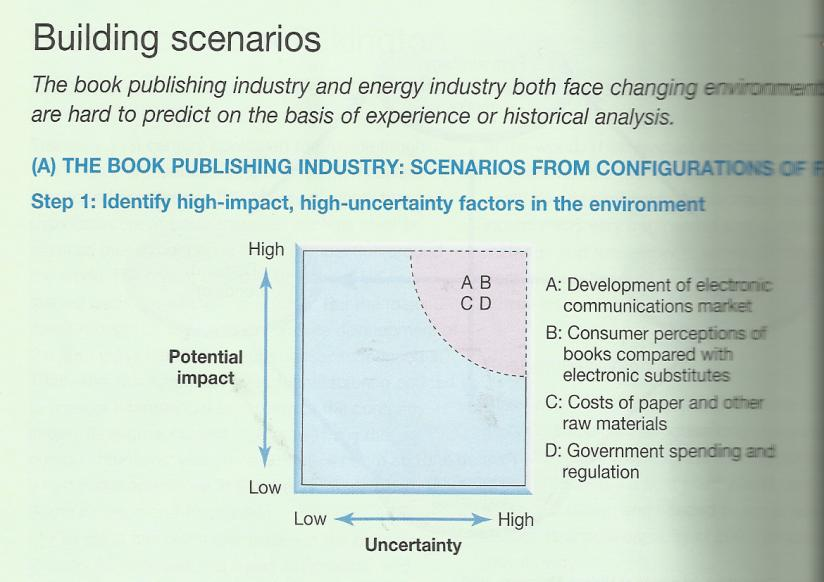 Building scenarios
The book publishing industry and energy industry both face changing environment
are hard to predict on the basis of experience or historical analysis.
(A) THE BOOK PUBLISHING INDUSTRY: SCENARIOS FROM CONFIGURATIONS OF
Step 1: Identify high-impact, high-uncertainty factors in the environment
High
A B
C D
Potential
impact
Low
Low
High
Uncertainty
A: Development of electronic
communications market
B: Consumer perceptions of
books compared with
electronic substitutes
C: Costs of paper and other
raw materials
D: Government spending and
regulation